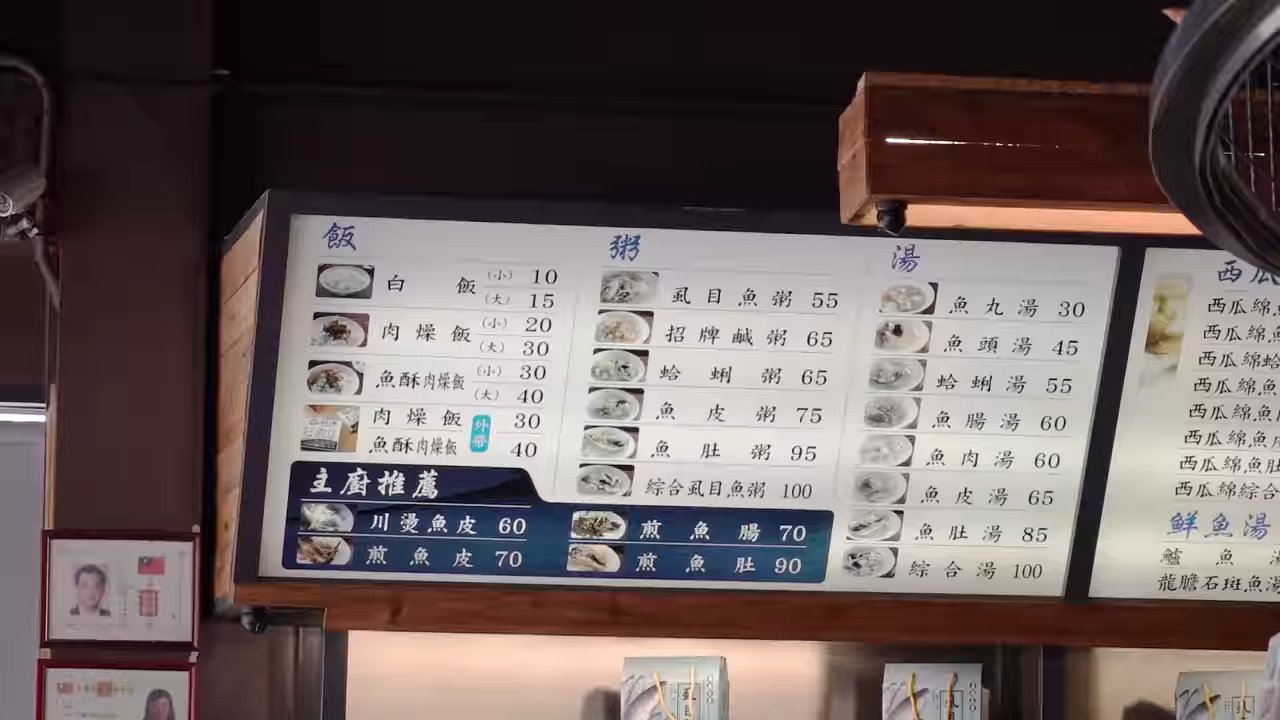 飯
白飯 (小) 10
(大) 15
肉燥飯 (小) 20
(大) 30
魚酥肉燥飯 (小) 30
(大) 40
肉燥飯 外帶 30
魚酥肉燥飯 40
主廚推薦
川燙魚皮 60
煎魚皮 70
煎魚腸 70
煎魚肚 90
粥
虱目魚粥 55
招牌鹹粥 65
蛤蜊粥 65
魚皮粥 75
魚肚粥 95
綜合虱目魚粥 100
湯
魚丸湯 30
魚頭湯 45
蛤蜊湯 55
魚腸湯 60
魚肉湯 60
魚皮湯 65
魚肚湯 85
綜合湯 100
西瓜
西瓜綿
西瓜綿
西瓜綿蛤
西瓜綿魚
西瓜綿魚
西瓜綿魚
西瓜綿魚肚
西瓜綿綜合
鮮魚湯
鱸魚湯
龍膽石斑魚湯